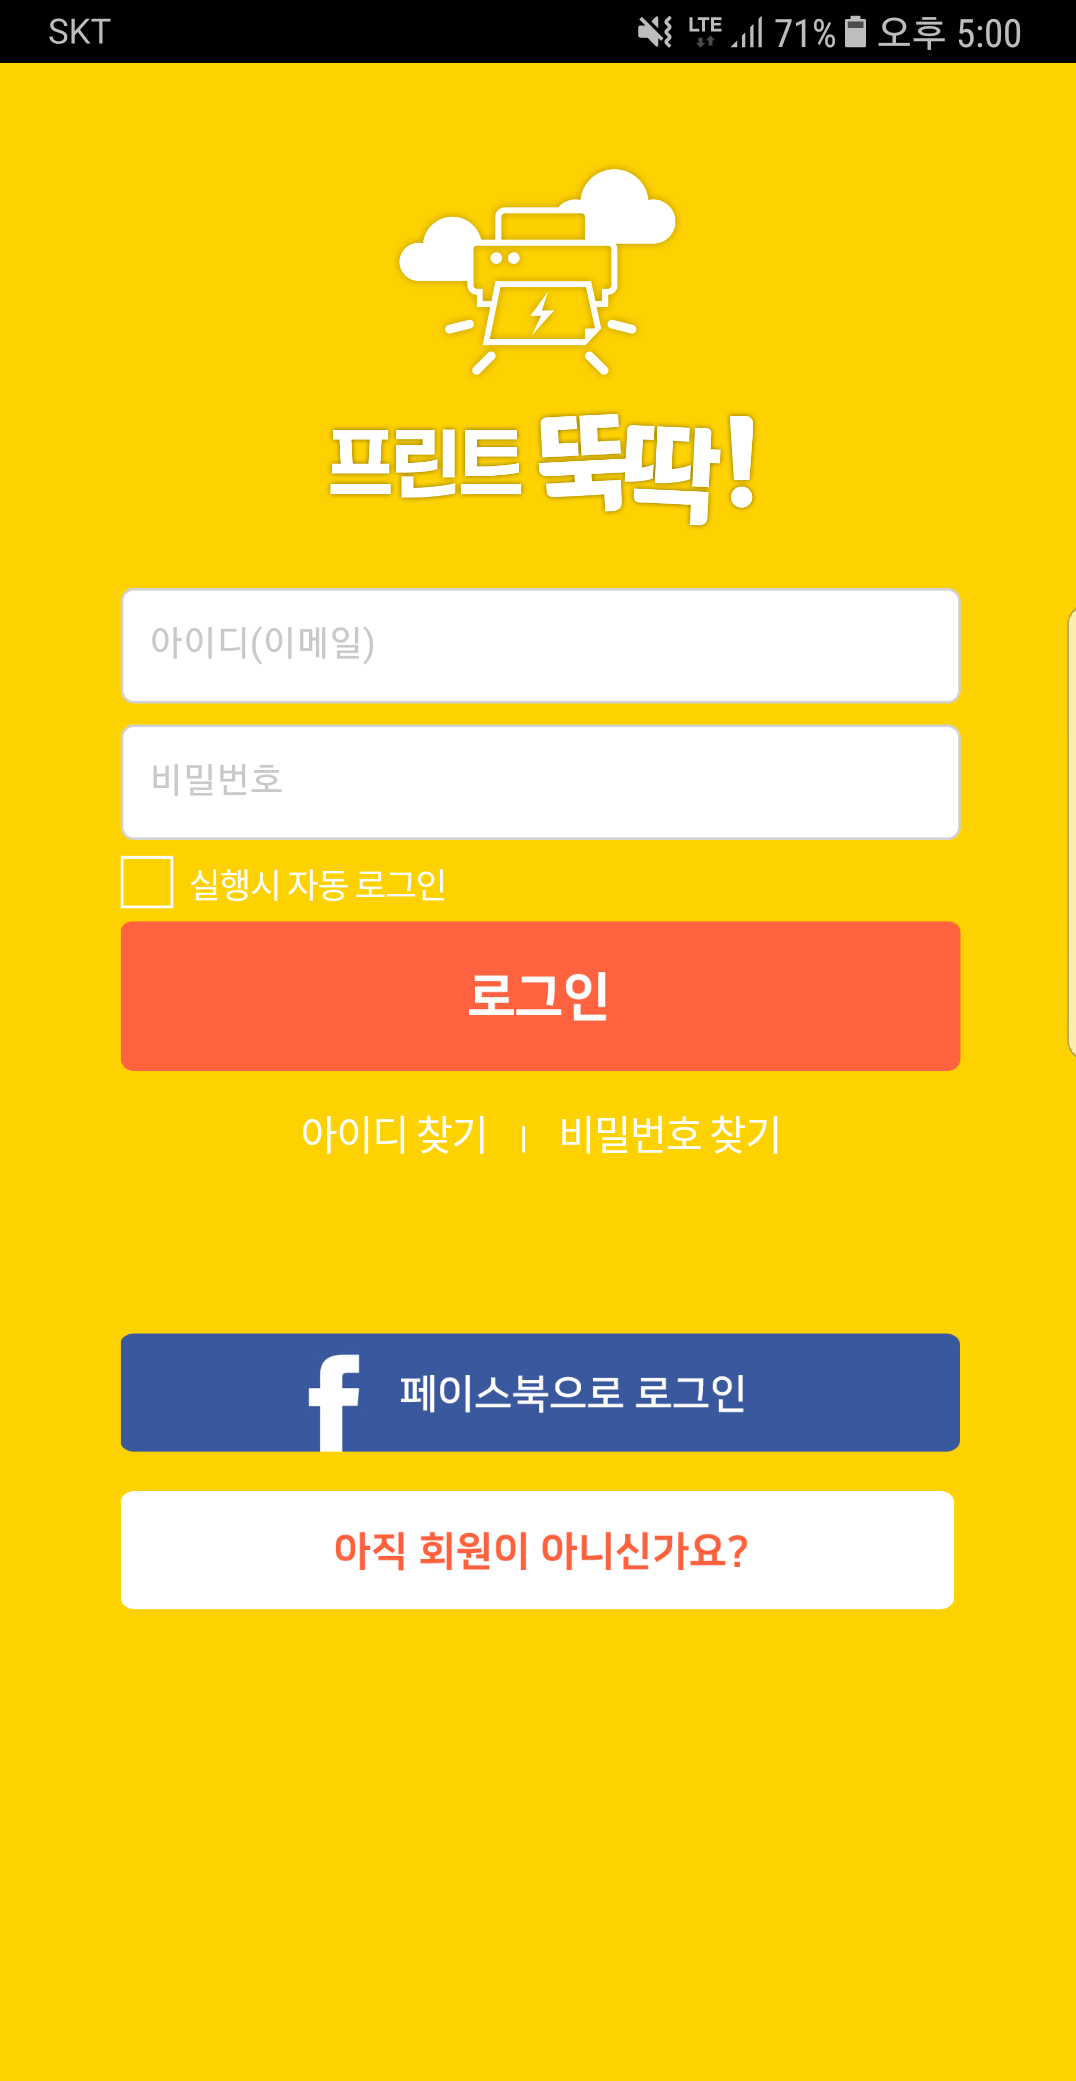 SKT LTE 71% 오후 5:00
프린트 뚝딱!
아이디(이메일)
비밀번호
실행시 자동 로그인
로그인
아이디 찾기 | 비밀번호 찾기
f 페이스북으로 로그인
아직 회원이 아니신가요?